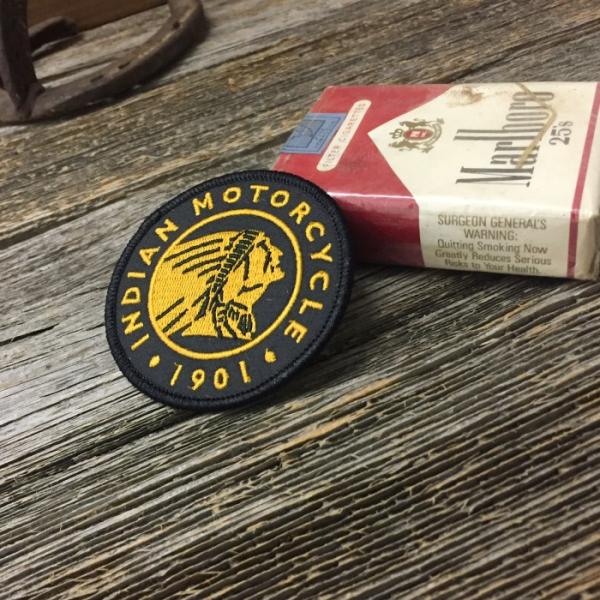 INDIAN MOTORCYCLE
1901
FILTER CIGARETTES
Marlboro
25's
SURGEON GENERAL'S
WARNING:
Quitting Smoking Now
Greatly Reduces Serious
Risks to Your Health.